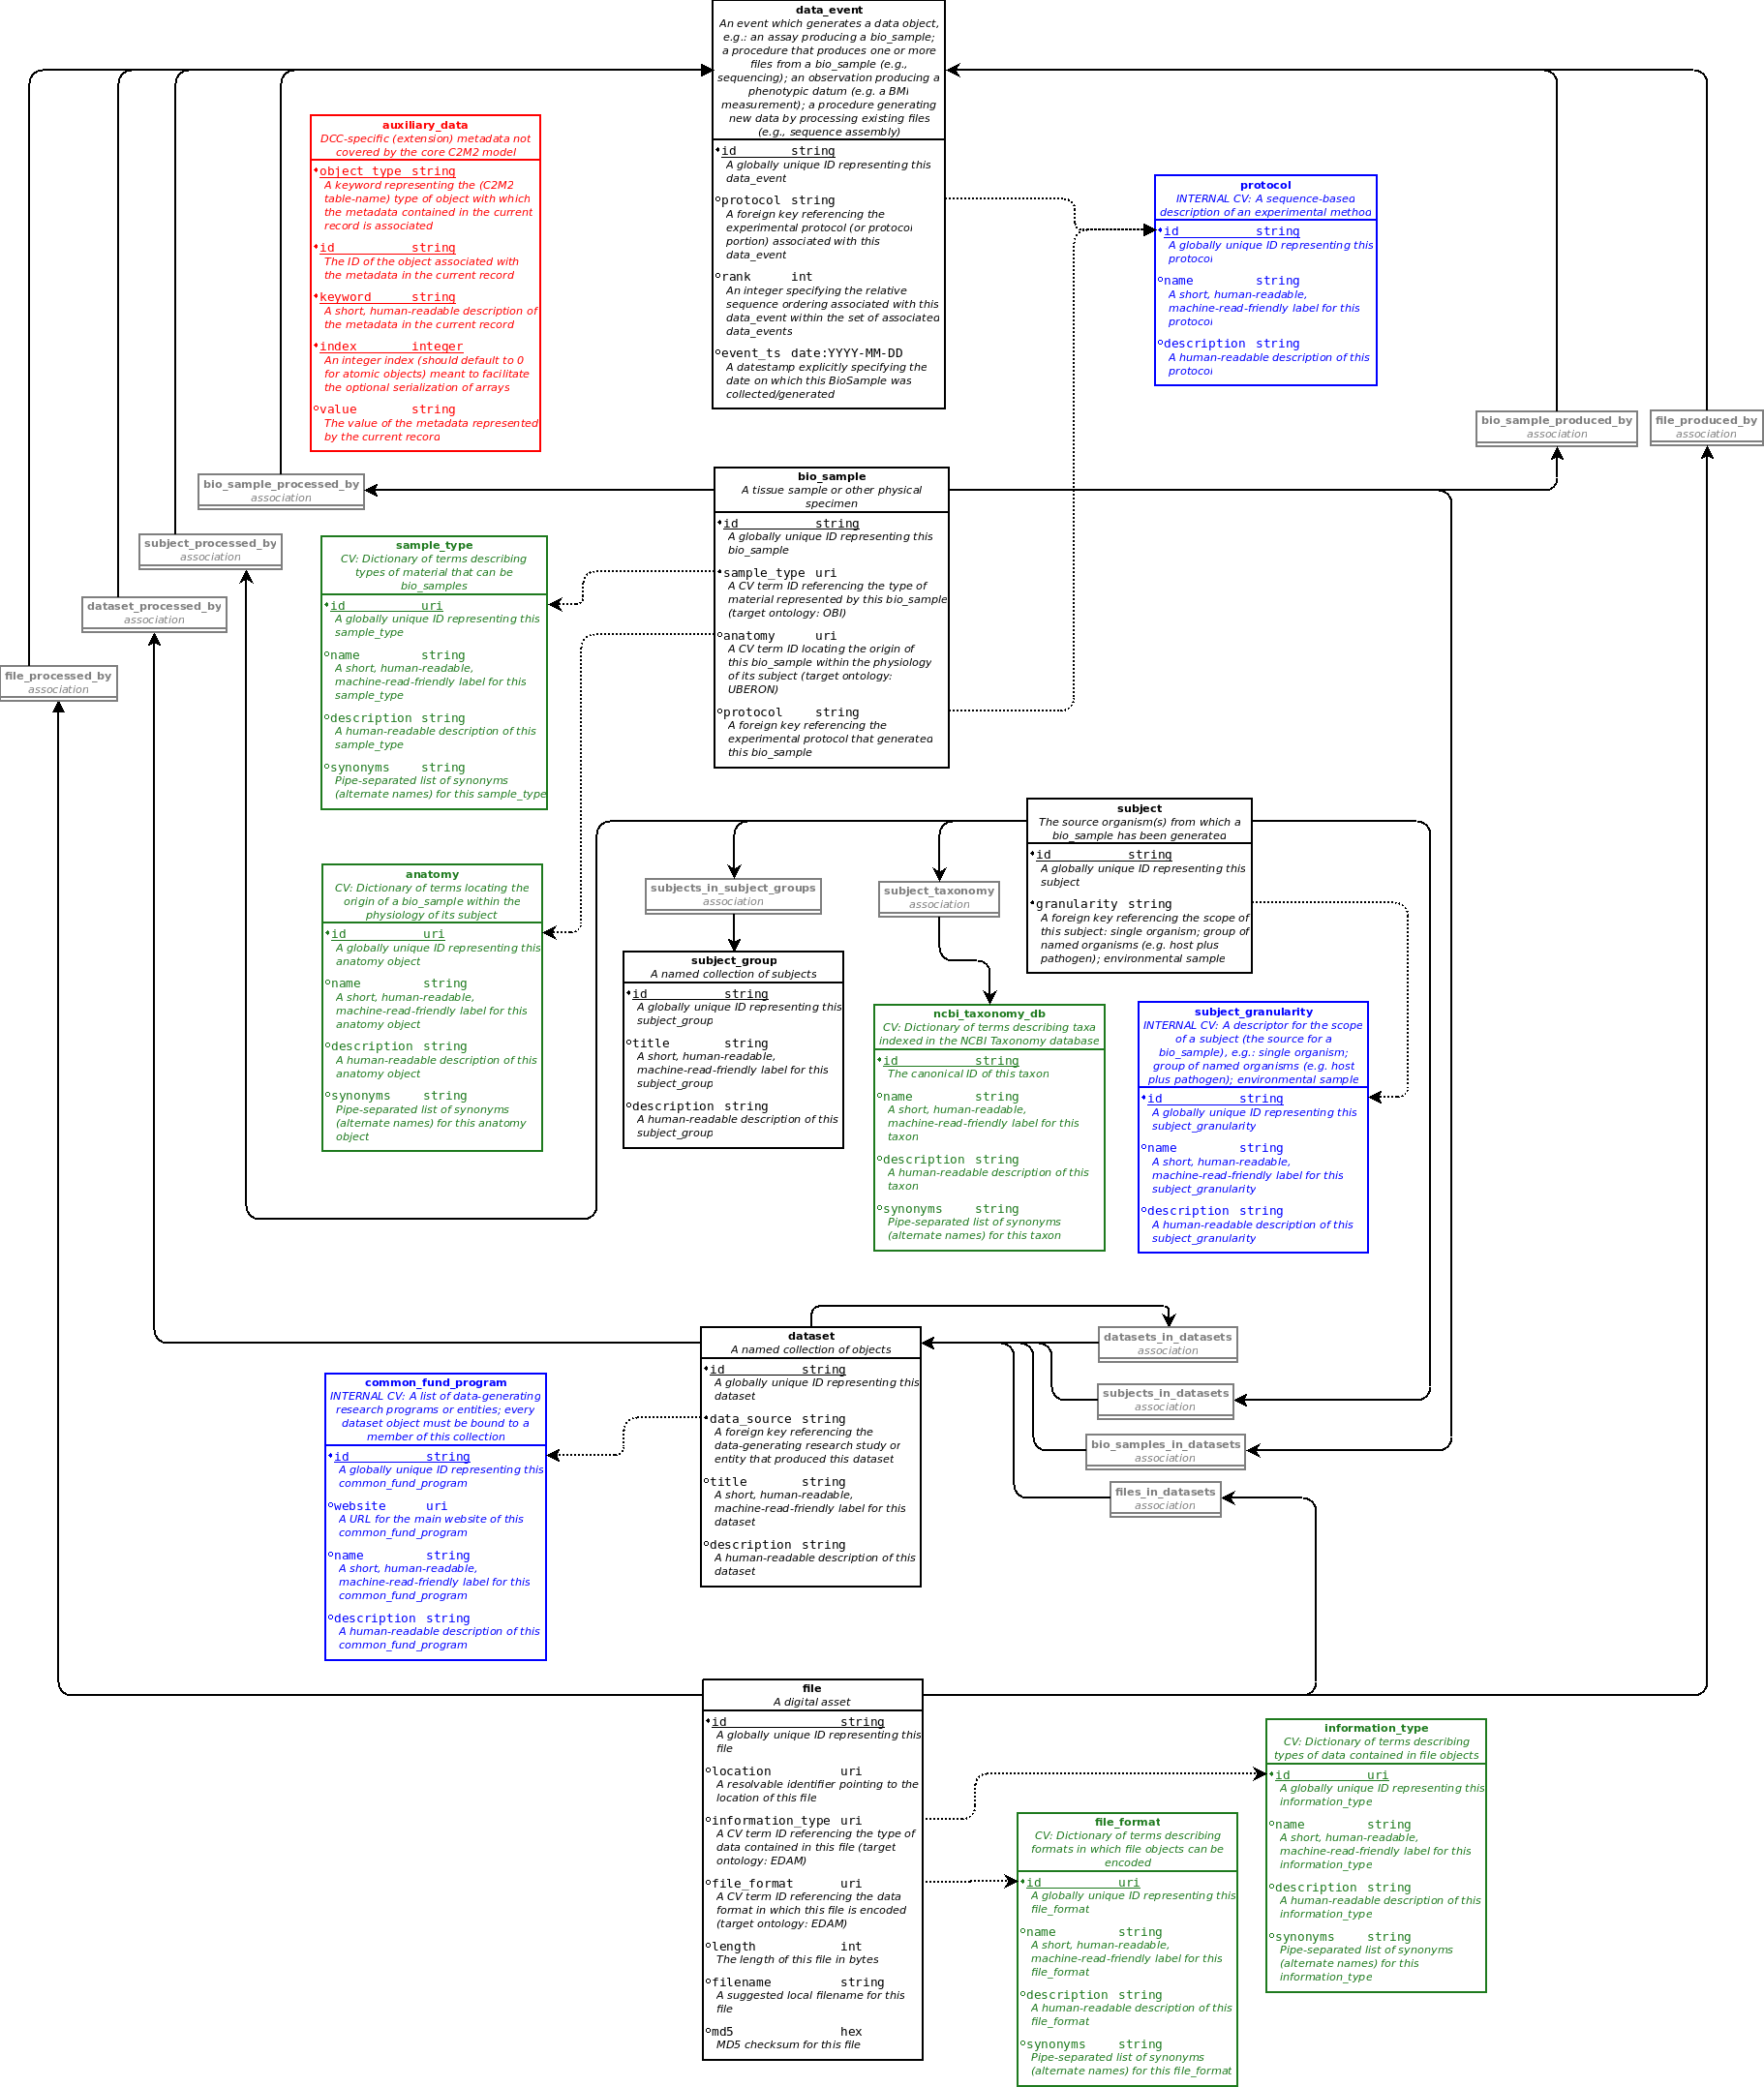 data_event
An event which generates a data object,
e.g.: an assay producing a bio_sample;
a procedure that produces one or more
files from a bio_sample (e.g.,
sequencing); an observation producing a
phenotypic datum (e.g. a BMI
measurement); a procedure generating
new data by processing existing files
(e.g., sequence assembly)
id string
A globally unique ID representing this
data_event
protocol string
A foreign key referencing the
experimental protocol (or protocol
portion) associated with this
data_event
rank int
An integer specifying the relative
sequence ordering associated with this
data_event within the set of associated
data_events
event_ts date:YYYY-MM-DD
A datestamp explicitly specifying the
date on which this BioSample was
collected/generated
auxiliary_data
DCC-specific (extension) metadata not
covered by the core C2M2 model
object_type string
A keyword representing the (C2M2
table-name) type of object with which
the metadata contained in the current
record is associated
id string
The ID of the object associated with
the metadata in the current record
keyword string
A short, human-readable description of
the metadata in the current record
index integer
An integer index (should default to 0
for atomic objects) meant to facilitate
the optional serialization of arrays
value string
The value of the metadata represented
by the current record
protocol
INTERNAL CV: A sequence-based
description of an experimental method
id string
A globally unique ID representing this
protocol
name string
A short, human-readable,
machine-read-friendly label for this
protocol
description string
A human-readable description of this
protocol
bio_sample_produced_by
association
file_produced_by
association
bio_sample_processed_by
association
subject_processed_by
association
dataset_processed_by
association
file_processed_by
association
bio_sample
A tissue sample or other physical
specimen
id string
A globally unique ID representing this
bio_sample
sample_type uri
A CV term ID referencing the type of
material represented by this bio_sample
(target ontology: OBI)
anatomy uri
A CV term ID locating the origin of
this bio_sample within the physiology
of its subject (target ontology:
UBERON)
protocol string
A foreign key referencing the
experimental protocol that generated
this bio_sample
sample_type
CV: Dictionary of terms describing
types of material that can be
bio_samples
id uri
A globally unique ID representing this
sample_type
name string
A short, human-readable,
machine-read-friendly label for this
sample_type
description string
A human-readable description of this
sample_type
synonyms string
Pipe-separated list of synonyms
(alternate names) for this sample_type
anatomy
CV: Dictionary of terms locating the
origin of a bio_sample within the
physiology of its subject
id uri
A globally unique ID representing this
anatomy object
name string
A short, human-readable,
machine-read-friendly label for this
anatomy object
description string
A human-readable description of this
anatomy object
synonyms string
Pipe-separated list of synonyms
(alternate names) for this anatomy
object
subject
The source organism(s) from which a
bio_sample has been generated
id string
A globally unique ID representing this
subject
granularity string
A foreign key referencing the scope of
this subject: single organism; group of
named organisms (e.g. host plus
pathogen); environmental sample
subjects_in_subject_groups
association
subject_taxonomy
association
subject_group
A named collection of subjects
id string
A globally unique ID representing this
subject_group
title string
A short, human-readable,
machine-read-friendly label for this
subject_group
description string
A human-readable description of this
subject_group
ncbi_taxonomy_db
CV: Dictionary of terms describing taxa
indexed in the NCBI Taxonomy database
id string
The canonical ID of this taxon
name string
A short, human-readable,
machine-read-friendly label for this
taxon
description string
A human-readable description of this
taxon
synonyms string
Pipe-separated list of synonyms
(alternate names) for this taxon
subject_granularity
INTERNAL CV: A descriptor for the scope
of a subject (the source for a
bio_sample), e.g.: single organism;
group of named organisms (e.g. host
plus pathogen); environmental sample
id string
A globally unique ID representing this
subject_granularity
name string
A short, human-readable,
machine-read-friendly label for this
subject_granularity
description string
A human-readable description of this
subject_granularity
dataset
A named collection of objects
id string
A globally unique ID representing this
dataset
data_source string
A foreign key referencing the
data-generating research study or
entity that produced this dataset
title string
A short, human-readable,
machine-read-friendly label for this
dataset
description string
A human-readable description of this
dataset
datasets_in_datasets
association
subjects_in_datasets
association
bio_samples_in_datasets
association
files_in_datasets
association
common_fund_program
INTERNAL CV: A list of data-generating
research programs or entities; every
dataset object must be bound to a
member of this collection
id string
A globally unique ID representing this
common_fund_program
website uri
A URL for the main website of this
common_fund_program
name string
A short, human-readable,
machine-read-friendly label for this
common_fund_program
description string
A human-readable description of this
common_fund_program
file
A digital asset
id string
A globally unique ID representing this
file
location uri
A resolvable identifier pointing to the
location of this file
information_type uri
A CV term ID referencing the type of
data contained in this file (target
ontology: EDAM)
file_format uri
A CV term ID referencing the data
format in which this file is encoded
(target ontology: EDAM)
length int
The length of this file in bytes
filename string
A suggested local filename for this
file
md5 hex
MD5 checksum for this file
file_format
CV: Dictionary of terms describing
formats in which file objects can be
encoded
id uri
A globally unique ID representing this
file_format
name string
A short, human-readable,
machine-read-friendly label for this
file_format
description string
A human-readable description of this
file_format
synonyms string
Pipe-separated list of synonyms
(alternate names) for this file_format
information_type
CV: Dictionary of terms describing
types of data contained in file objects
id uri
A globally unique ID representing this
information_type
name string
A short, human-readable,
machine-read-friendly label for this
information_type
description string
A human-readable description of this
information_type
synonyms string
Pipe-separated list of synonyms
(alternate names) for this
information_type